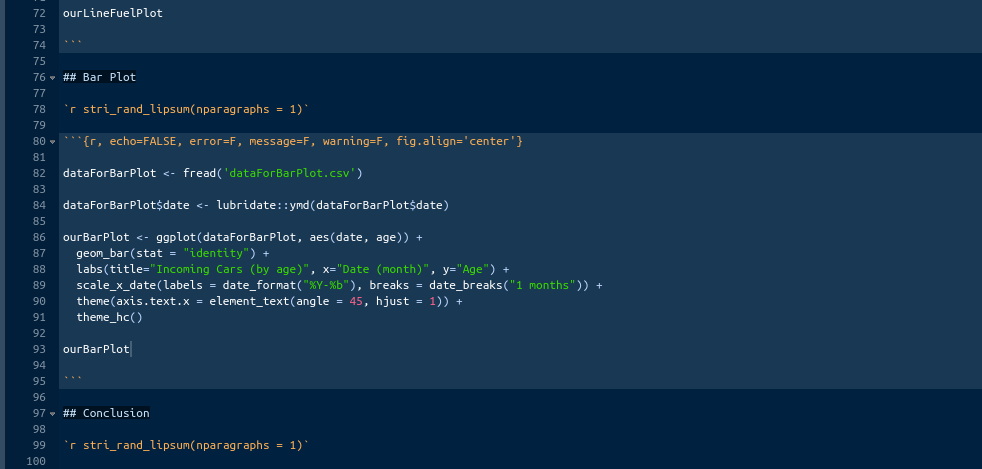 72 ourLineFuelPlot
73
74 ```
75
76 ## Bar Plot
77
78 `r stri_rand_lipsum(nparagraphs = 1)`
79
80 ```{r, echo=FALSE, error=F, message=F, warning=F, fig.align='center'}
81
82 dataForBarPlot <- fread('dataForBarPlot.csv')
83
84 dataForBarPlot$date <- lubridate::ymd(dataForBarPlot$date)
85
86 ourBarPlot <- ggplot(dataForBarPlot, aes(date, age)) +
87   geom_bar(stat = "identity") +
88   labs(title="Incoming Cars (by age)", x="Date (month)", y="Age") +
89   scale_x_date(labels = date_format("%Y-%b"), breaks = date_breaks("1 months")) +
90   theme(axis.text.x = element_text(angle = 45, hjust = 1)) +
91   theme_hc()
92
93 ourBarPlot
94
95 ```
96
97 ## Conclusion
98
99 `r stri_rand_lipsum(nparagraphs = 1)`
100